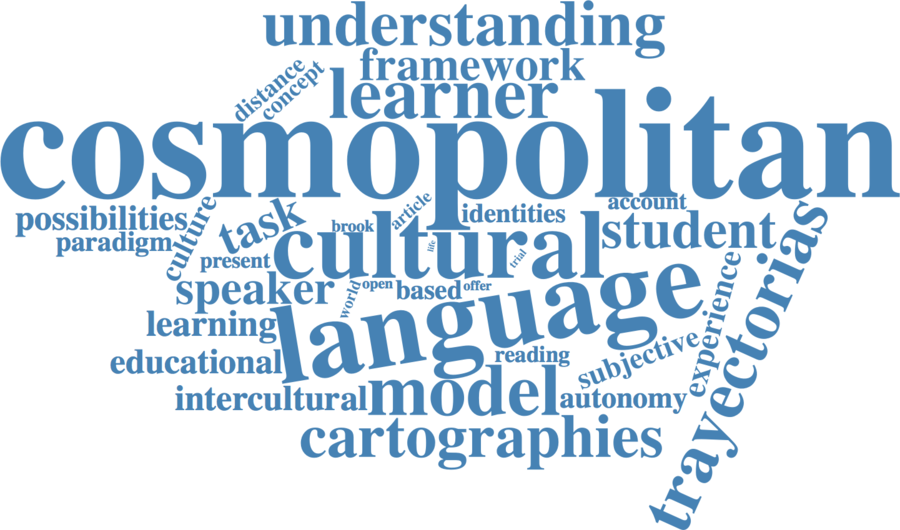 understanding
framework
distance
concept
learner
cosmopolitan
possibilities
paradigm
culture
task
brook
article
identities
account
student
present
cultural
life
trial
speaker
world
open
based
offer
learning
language
educational
reading
subjective
experience
trayectorias
intercultural
model
autonomy
cartographies